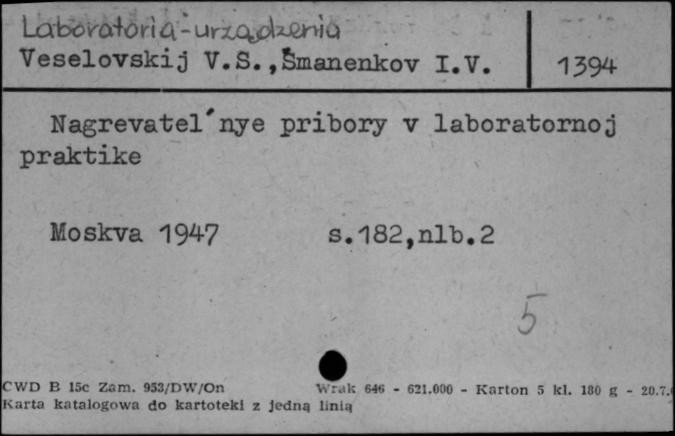 Laboratoria-urządzenia
Veselovskij V.S.,Šmanenkov I.V. 1394
Nagrevatel'nye pribory v laboratornoj
praktike
Moskva 1947 s.182,nlb.2
5
CWD B 15c Zam. 953/DW/On Wrak 646 - 621.000 - Karton 5 kl. 180 g - 20.7.
Karta katalogowa do kartoteki z jedną linią